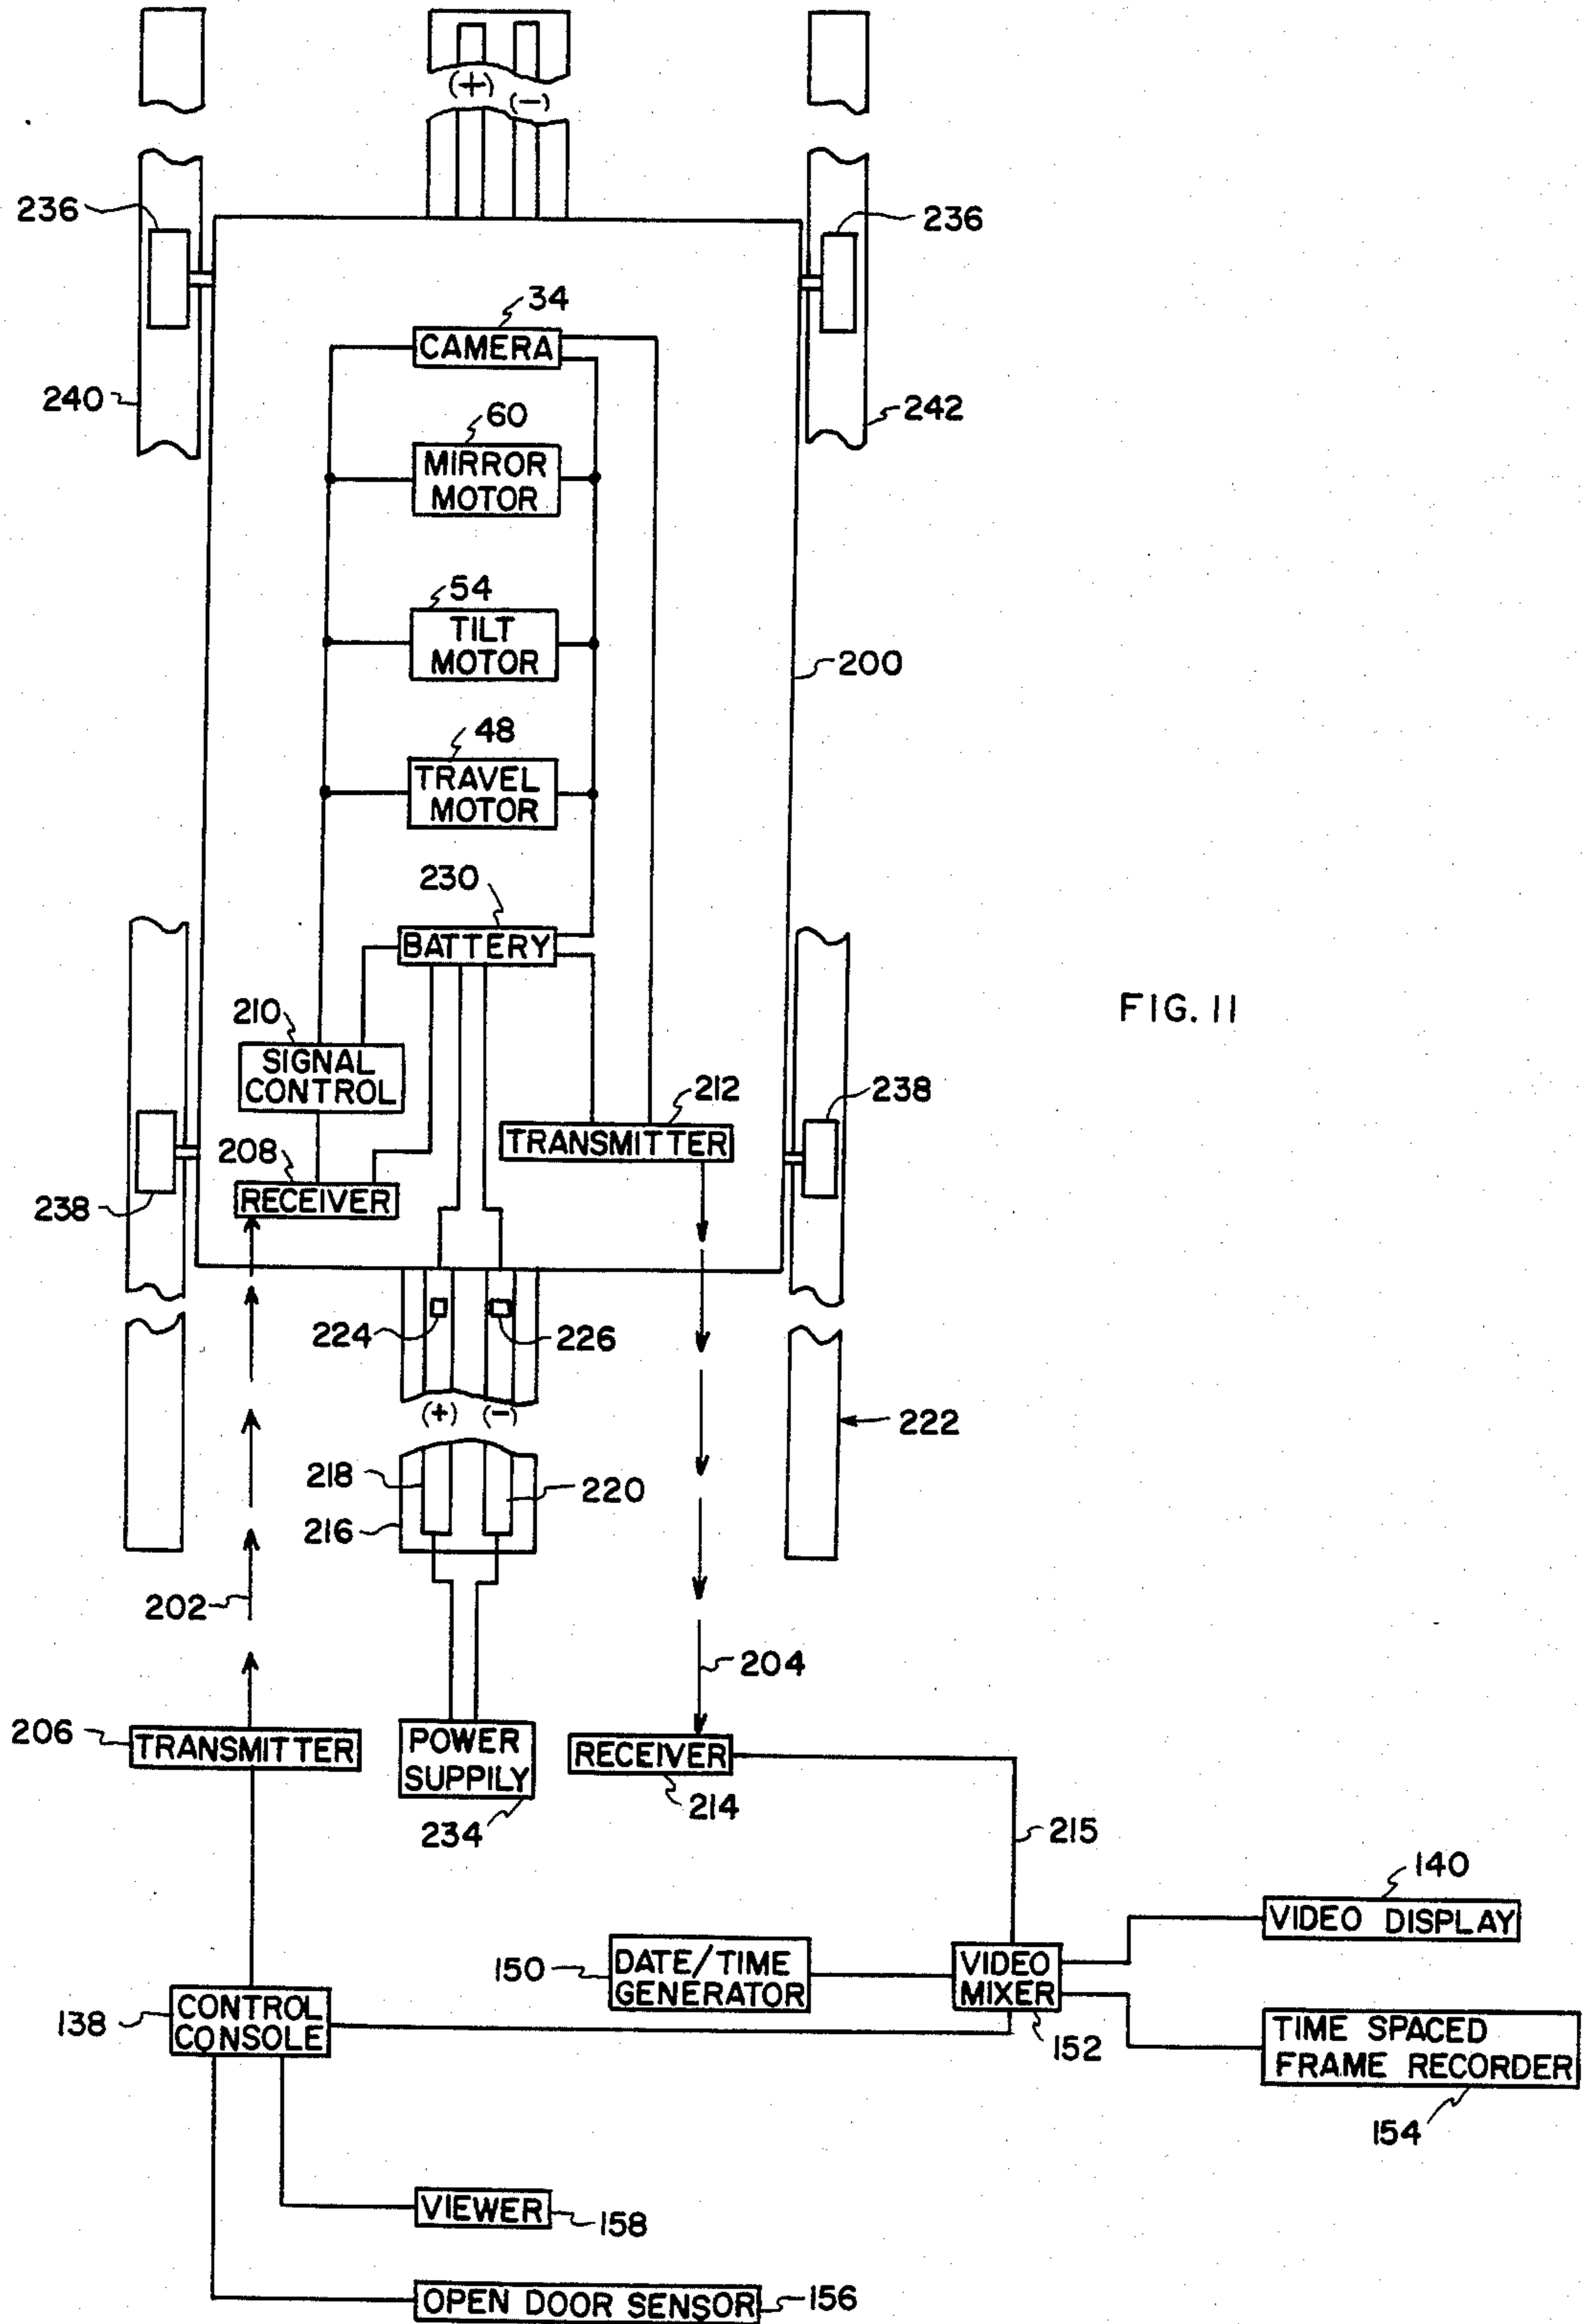 (+)
(-)
236
236
34
CAMERA
240
242
60
MIRROR
MOTOR
54
TILT
MOTOR
200
48
TRAVEL
MOTOR
230
BATTERY
FIG. 11
210
SIGNAL
CONTROL
212
238
TRANSMITTER
208
RECEIVER
238
224
226
(+)
(-)
222
218
220
216
202
204
206
TRANSMITTER
POWER
SUPPILY
RECEIVER
214
234
215
140
VIDEO DISPLAY
150
DATE/TIME
GENERATOR
VIDEO
MIXER
138
CONTROL
CONSOLE
152
TIME SPACED
FRAME RECORDER
154
VIEWER
158
OPEN DOOR SENSOR
156